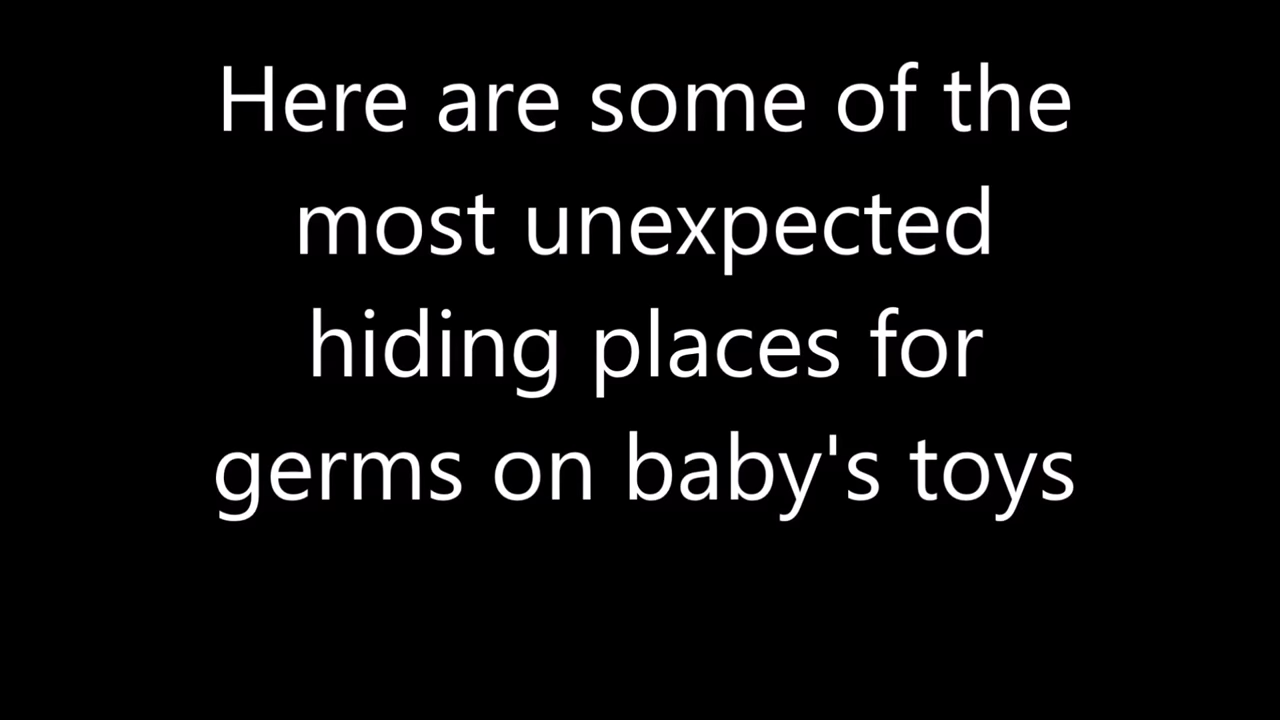 Here are some of the
most unexpected
hiding places for
germs on baby's toys